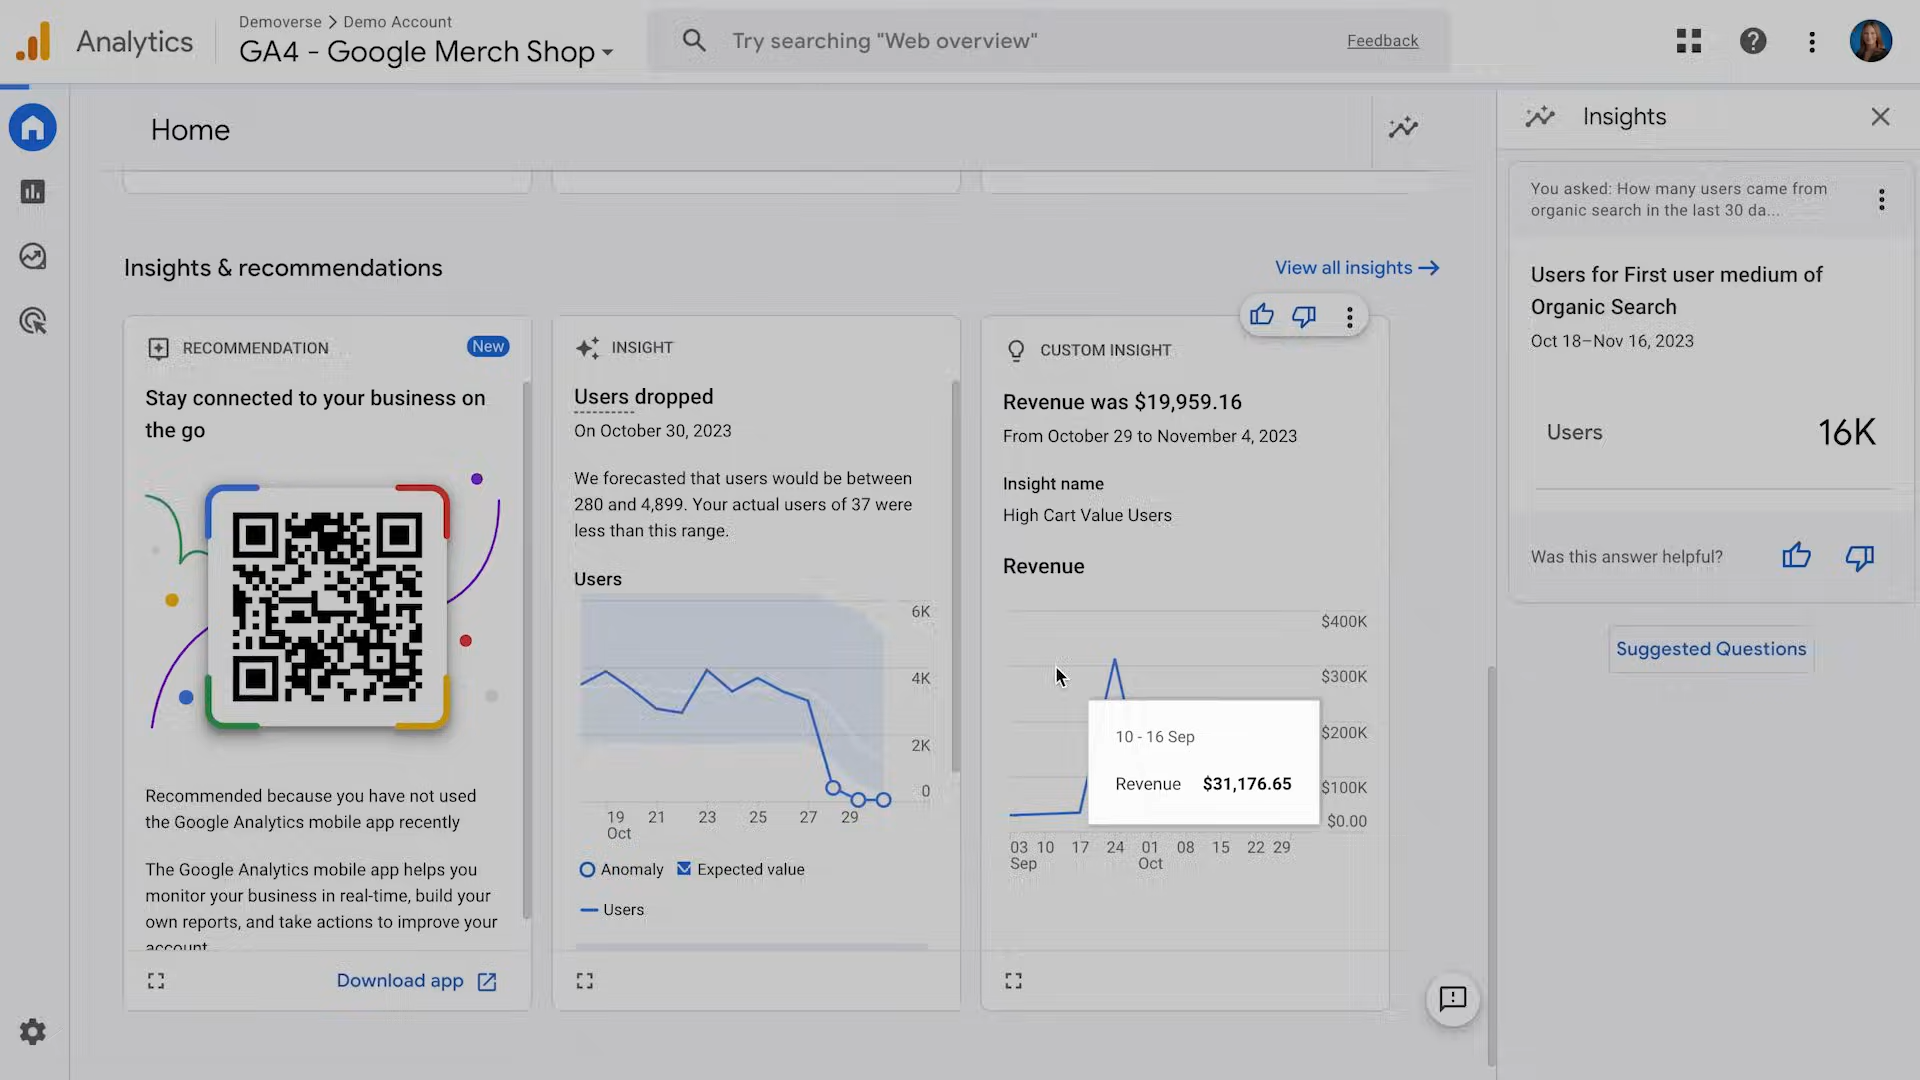 Analytics
Demoverse > Demo Account
GA4 - Google Merch Shop
Try searching "Web overview"
Feedback
Home
Insights & recommendations
View all insights
RECOMMENDATION
New
Stay connected to your business on
the go
Recommended because you have not used
the Google Analytics mobile app recently
The Google Analytics mobile app helps you
monitor your business in real-time, build your
own reports, and take actions to improve your
account
Download app
INSIGHT
Users dropped
On October 30, 2023
We forecasted that users would be between
280 and 4,899. Your actual users of 37 were
less than this range.
Users
6K
4K
2K
0
19 21 23 25 27 29
Oct
Anomaly Expected value
Users
CUSTOM INSIGHT
Revenue was $19,959.16
From October 29 to November 4, 2023
Insight name
High Cart Value Users
Revenue
$400K
$300K
$200K
$100K
$0.00
10 - 16 Sep
Revenue $31,176.65
03 10 17 24 01 08 15 22 29
Sep Oct
Insights
You asked: How many users came from
organic search in the last 30 da...
Users for First user medium of
Organic Search
Oct 18–Nov 16, 2023
Users 16K
Was this answer helpful?
Suggested Questions